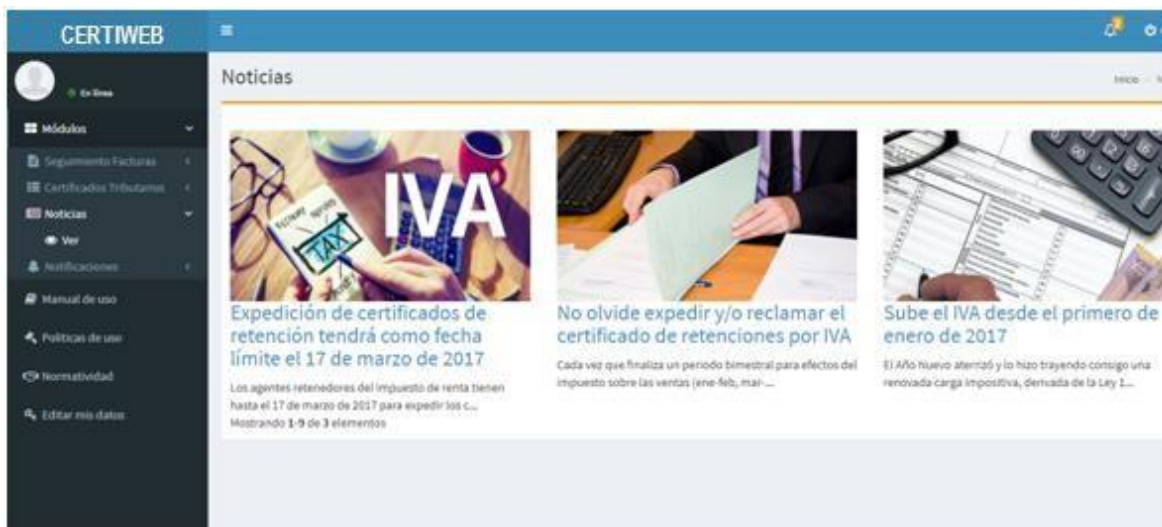 CERTIWEB
En línea
Módulos
Seguimiento Facturas
Certificados Tributarios
Noticias
Ver
Notificaciones
Manual de uso
Políticas de uso
Normatividad
Editar mis datos
Noticias
Inicio
IVA
TAX
Expedición de certificados de
retención tendrá como fecha
límite el 17 de marzo de 2017
Los agentes retenedores del impuesto de renta tienen
hasta el 17 de marzo de 2017 para expedir los c...
Mostrando 1-9 de 3 elementos
No olvide expedir y/o reclamar el
certificado de retenciones por IVA
Cada vez que finaliza un periodo bimestral para efectos del
impuesto sobre las ventas (ene-feb, mar-...
Sube el IVA desde el primero de
enero de 2017
El Año Nuevo aterrizó y lo hizo trayendo consigo una
renovada carga impositiva, derivada de la Ley 1...